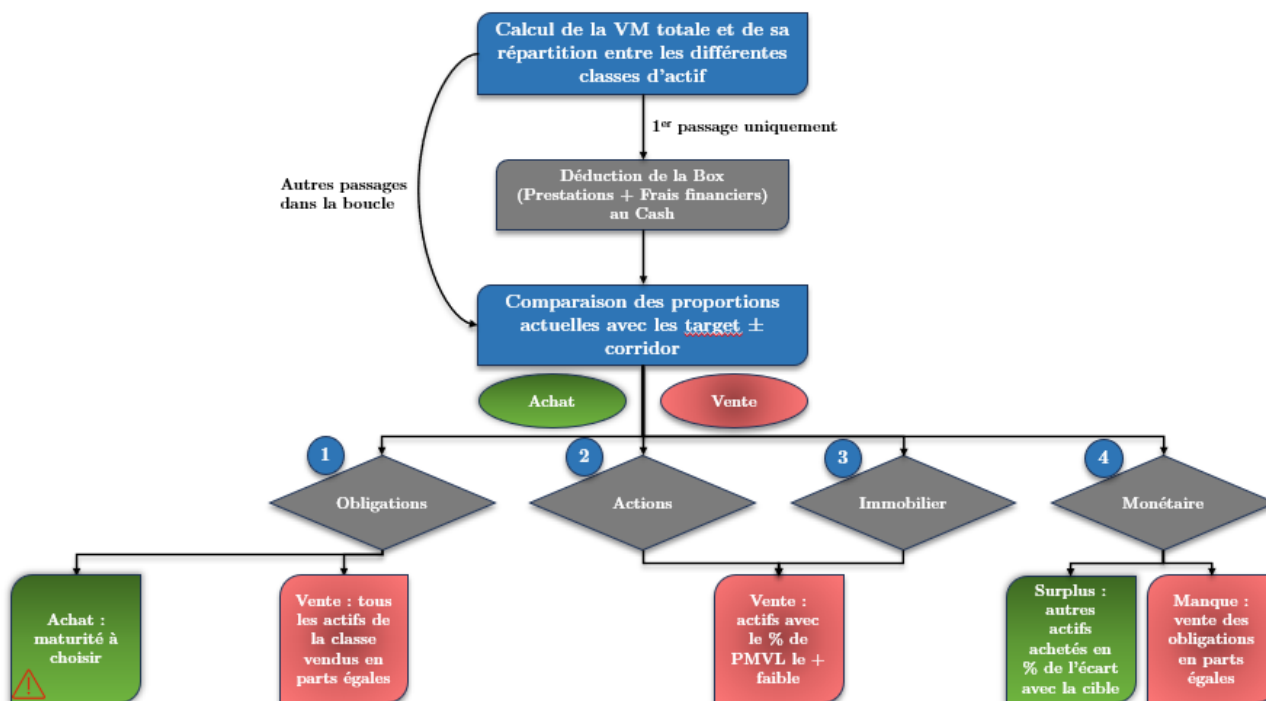 Calcul de la VM totale et de sa
répartition entre les différentes
classes d'actif
1er passage uniquement
Autres passages
dans la boucle
Déduction de la Box
(Prestations + Frais financiers)
au Cash
Comparaison des proportions
actuelles avec les target ±
corridor
Achat
Vente
1
Obligations
2
Actions
3
Immobilier
4
Monétaire
Achat :
maturité à
choisir
Vente : tous
les actifs de
la classe
vendus en
parts égales
Vente :
actifs avec
le % de
PMVL le +
faible
Surplus :
autres
actifs
achetés en
% de l'écart
avec la cible
Manque :
vente des
obligations
en parts
égales